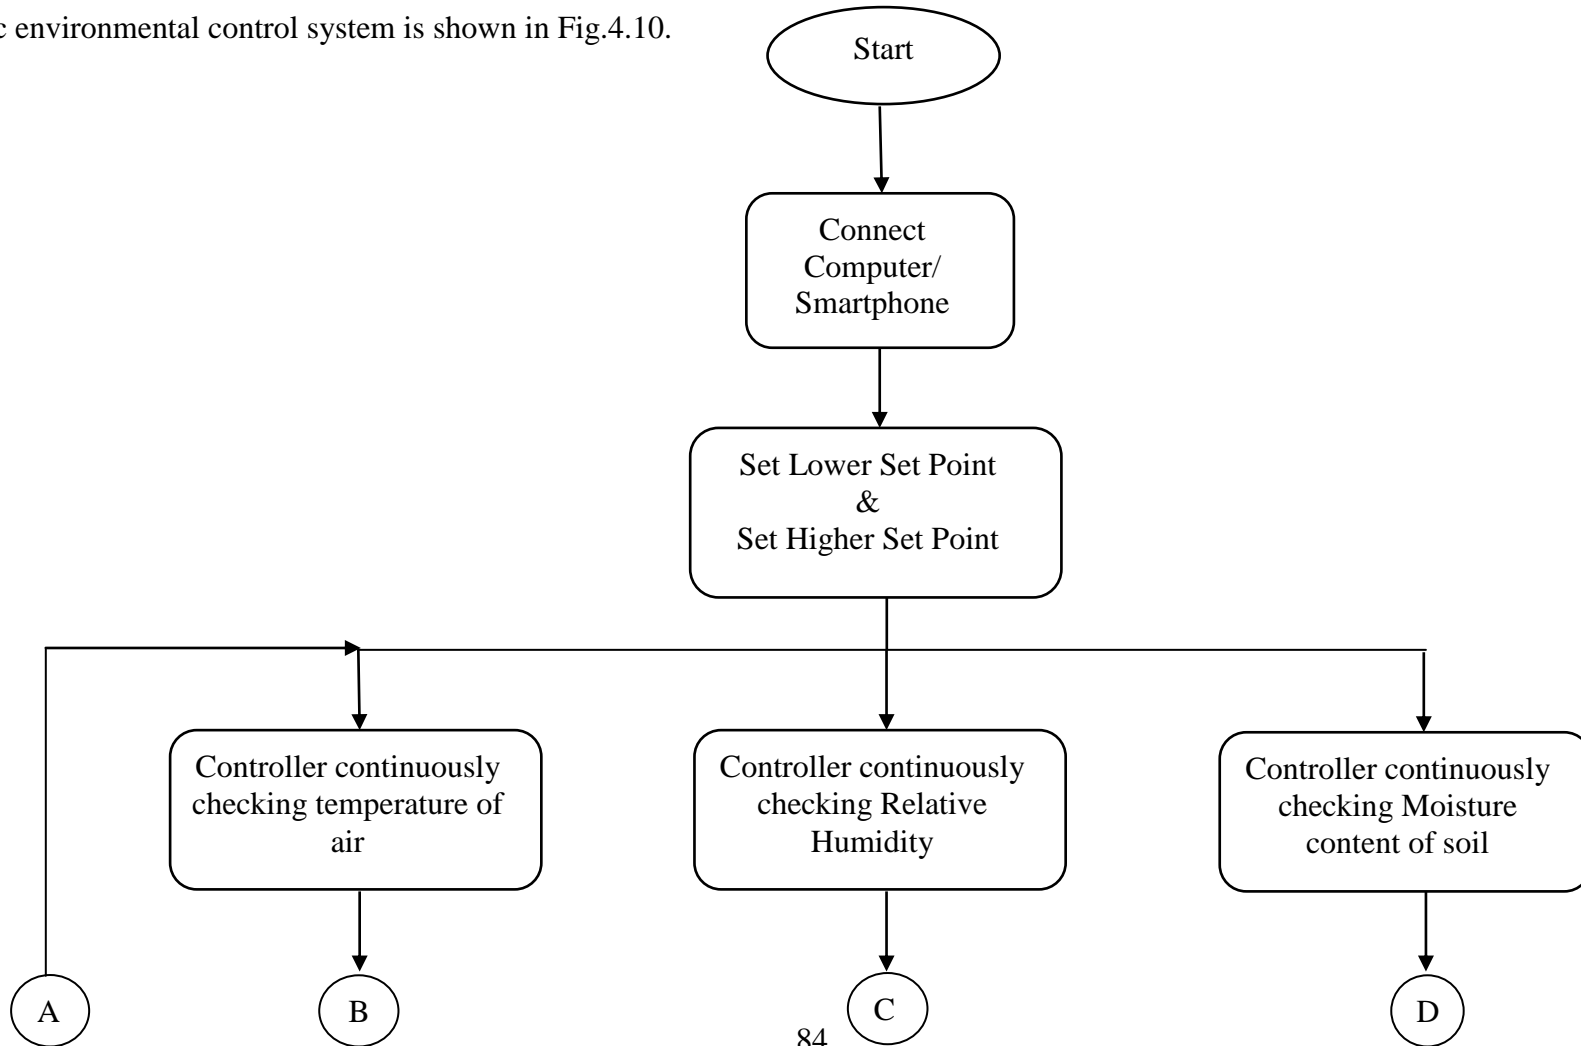 environmental control system is shown in Fig.4.10.
Start
Connect
Computer/
Smartphone
Set Lower Set Point
&
Set Higher Set Point
Controller continuously
checking temperature of
air
Controller continuously
checking Relative
Humidity
Controller continuously
checking Moisture
content of soil
A
B
C
D
84